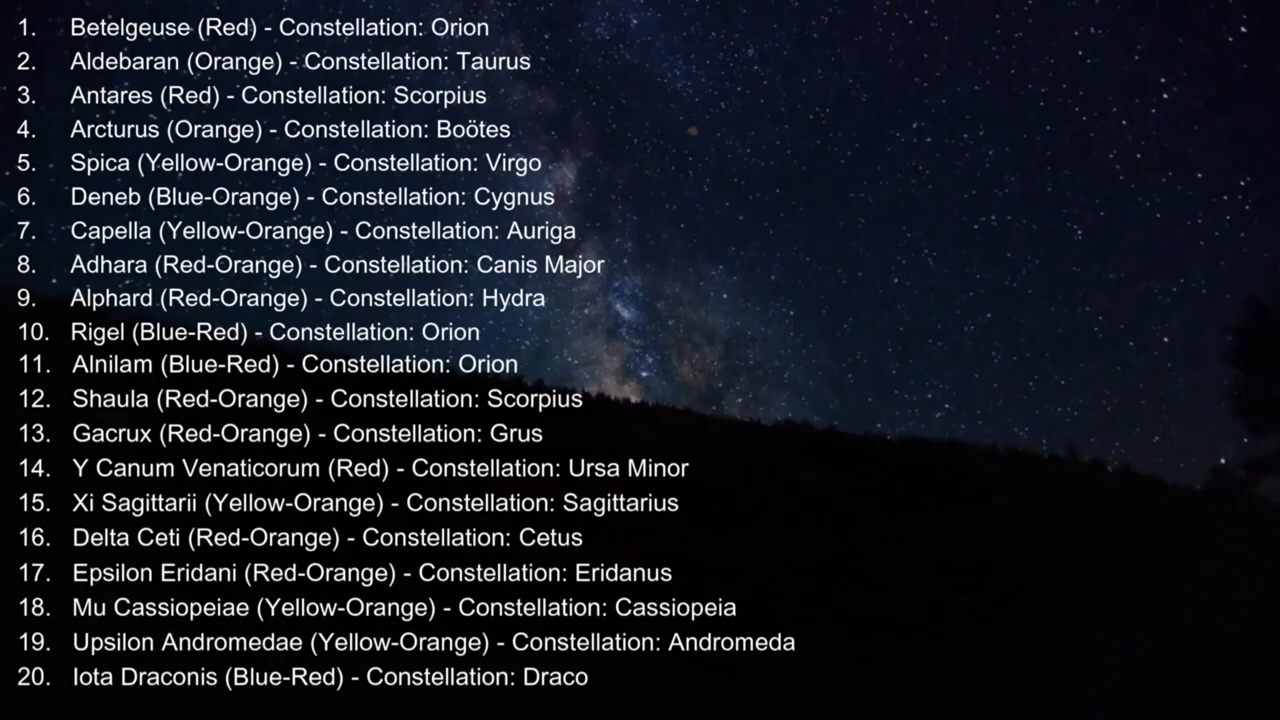 1. Betelgeuse (Red) - Constellation: Orion
2. Aldebaran (Orange) - Constellation: Taurus
3. Antares (Red) - Constellation: Scorpius
4. Arcturus (Orange) - Constellation: Boötes
5. Spica (Yellow-Orange) - Constellation: Virgo
6. Deneb (Blue-Orange) - Constellation: Cygnus
7. Capella (Yellow-Orange) - Constellation: Auriga
8. Adhara (Red-Orange) - Constellation: Canis Major
9. Alphard (Red-Orange) - Constellation: Hydra
10. Rigel (Blue-Red) - Constellation: Orion
11. Alnilam (Blue-Red) - Constellation: Orion
12. Shaula (Red-Orange) - Constellation: Scorpius
13. Gacrux (Red-Orange) - Constellation: Grus
14. Y Canum Venaticorum (Red) - Constellation: Ursa Minor
15. Xi Sagittarii (Yellow-Orange) - Constellation: Sagittarius
16. Delta Ceti (Red-Orange) - Constellation: Cetus
17. Epsilon Eridani (Red-Orange) - Constellation: Eridanus
18. Mu Cassiopeiae (Yellow-Orange) - Constellation: Cassiopeia
19. Upsilon Andromedae (Yellow-Orange) - Constellation: Andromeda
20. Iota Draconis (Blue-Red) - Constellation: Draco